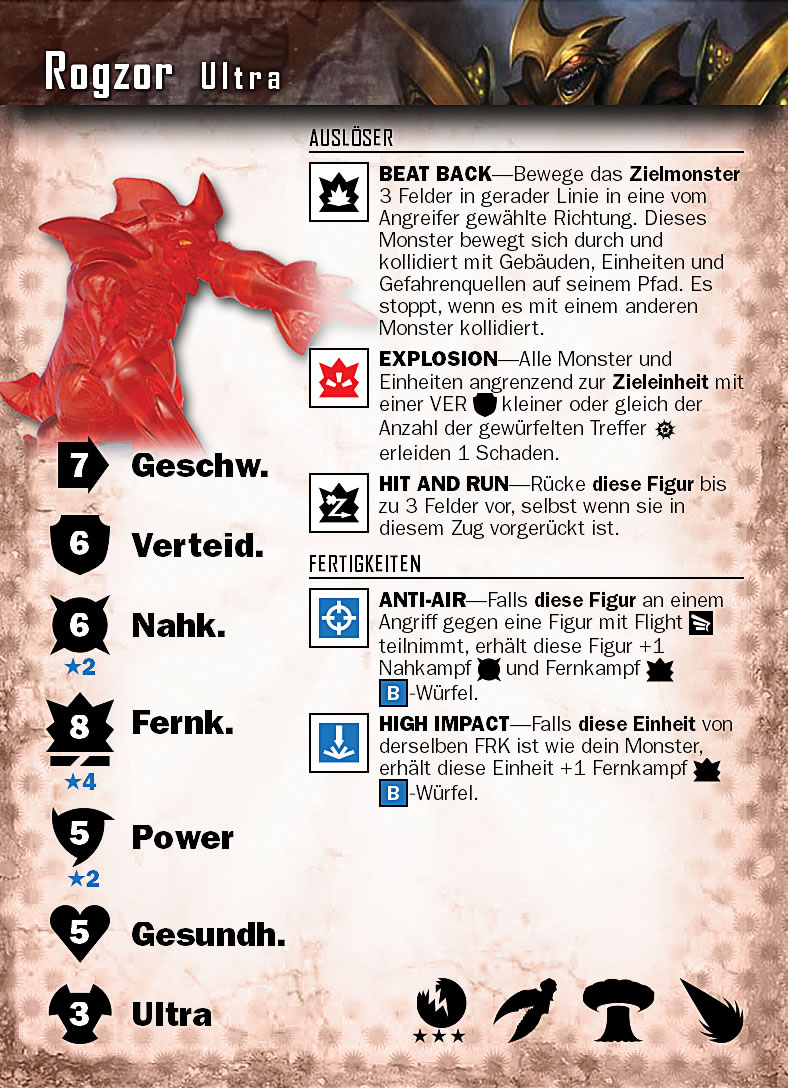 Rogzor Ultra
AUSLÖSER
BEAT BACK—Bewege das Zielmonster
3 Felder in gerader Linie in eine vom
Angreifer gewählte Richtung. Dieses
Monster bewegt sich durch und
kollidiert mit Gebäuden, Einheiten und
Gefahrenquellen auf seinem Pfad. Es
stoppt, wenn es mit einem anderen
Monster kollidiert.
EXPLOSION—Alle Monster und
Einheiten angrenzend zur Zieleinheit mit
einer VER kleiner oder gleich der
Anzahl der gewürfelten Treffer
erleiden 1 Schaden.
HIT AND RUN—Rücke diese Figur bis
zu 3 Felder vor, selbst wenn sie in
diesem Zug vorgerückt ist.
FERTIGKEITEN
ANTI-AIR—Falls diese Figur an einem
Angriff gegen eine Figur mit Flight
teilnimmt, erhält diese Figur +1
Nahkampf und Fernkampf
B-Würfel.
HIGH IMPACT—Falls diese Einheit von
derselben FRK ist wie dein Monster,
erhält diese Einheit +1 Fernkampf
B-Würfel.
7 Geschw.
6 Verteid.
6 Nahk.
★2
8 Fernk.
★4
5 Power
★2
5 Gesundh.
3 Ultra
★★★